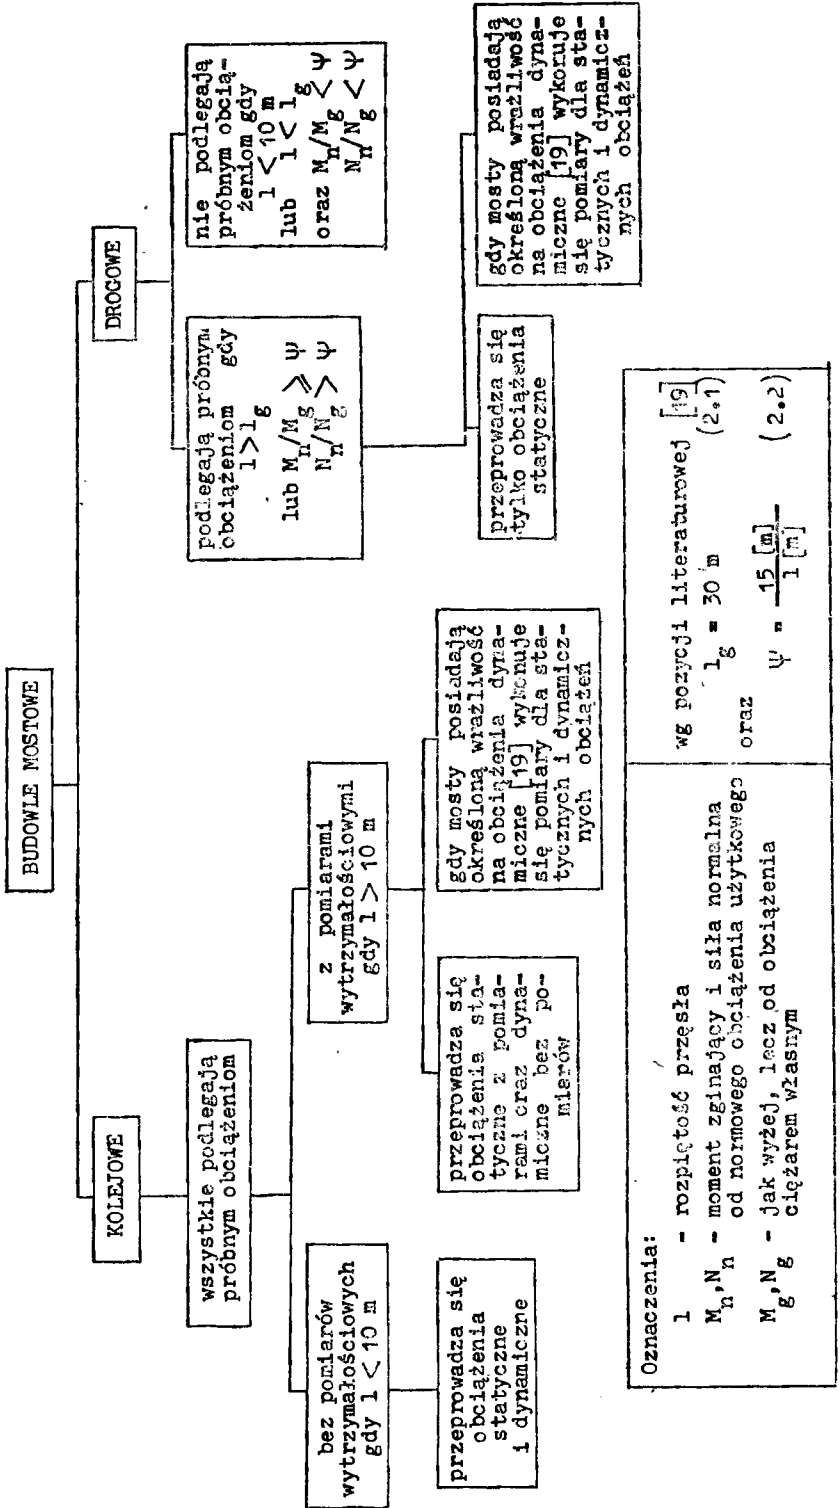 BUDOWLE MOSTOWE
KOLEJOWE
wszystkie podlegają
próbnym obciążeniom
bez pomiarów
wytrzymałościowych
gdy l < 10 m
przeprowadza się
obciążenia
statyczne
i dynamiczne
z pomiarami
wytrzymałościowymi
gdy l > 10 m
przeprowadza się
obciążenia sta-
tyczne z pomia-
rami oraz dyna-
miczne bez po-
miarów
gdy mosty posiadają
określoną wrażliwość
na obciążenia dyna-
miczne [19] wykonuje
się pomiary dla sta-
tycznych i dynamicz-
nych obciążeń
DROGOWE
podlegają próbnym
obciążeniom gdy
l > l_g
lub M_n/M_g ⩾ Ψ
N_n/N_g > Ψ
nie podlegają
próbnym obcią-
żeniom gdy
l < 10 m
lub l < l_g
oraz M_n/M_g < Ψ
N_n/N_g < Ψ
przeprowadza się
tylko obciążenia
statyczne
gdy mosty posiadają
określoną wrażliwość
na obciążenia dyna-
miczne [19] wykonuje
się pomiary dla sta-
tycznych i dynamicz-
nych obciążeń
Oznaczenia:
l - rozpiętość przęsła
M_n,N_n - moment zginający i siła normalna
od normowego obciążenia użytkowego
M_g,N_g - jak wyżej, lecz od obciążenia
ciężarem własnym
wg pozycji literaturowej [19]
l_g = 30 m (2.1)
oraz
Ψ = 15 [m] / l [m] (2.2)